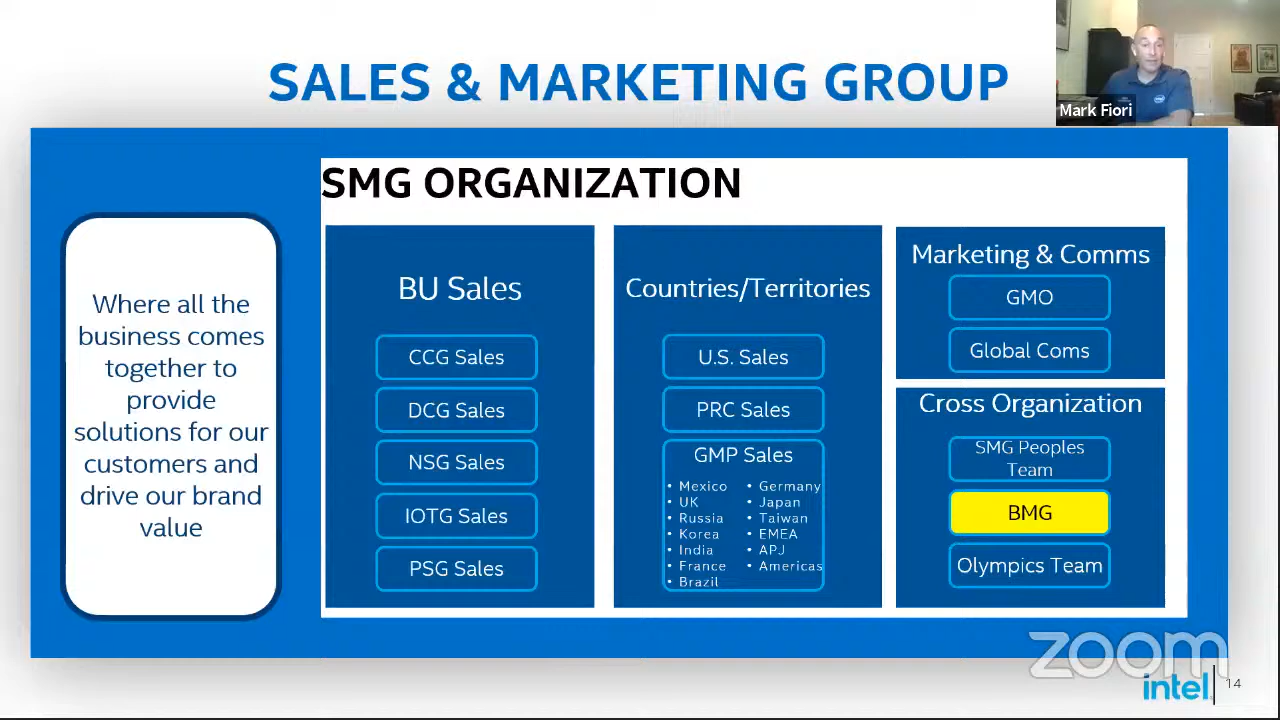 SALES & MARKETING GROUP
Mark Fiori
SMG ORGANIZATION
Where all the
business comes
together to
provide
solutions for our
customers and
drive our brand
value
BU Sales
CCG Sales
DCG Sales
NSG Sales
IOTG Sales
PSG Sales
Countries/Territories
U.S. Sales
PRC Sales
GMP Sales
• Mexico
• UK
• Russia
• Korea
• India
• France
• Brazil
• Germany
• Japan
• Taiwan
• EMEA
• APJ
• Americas
Marketing & Comms
GMO
Global Coms
Cross Organization
SMG Peoples
Team
BMG
Olympics Team
zoom
intel.
14